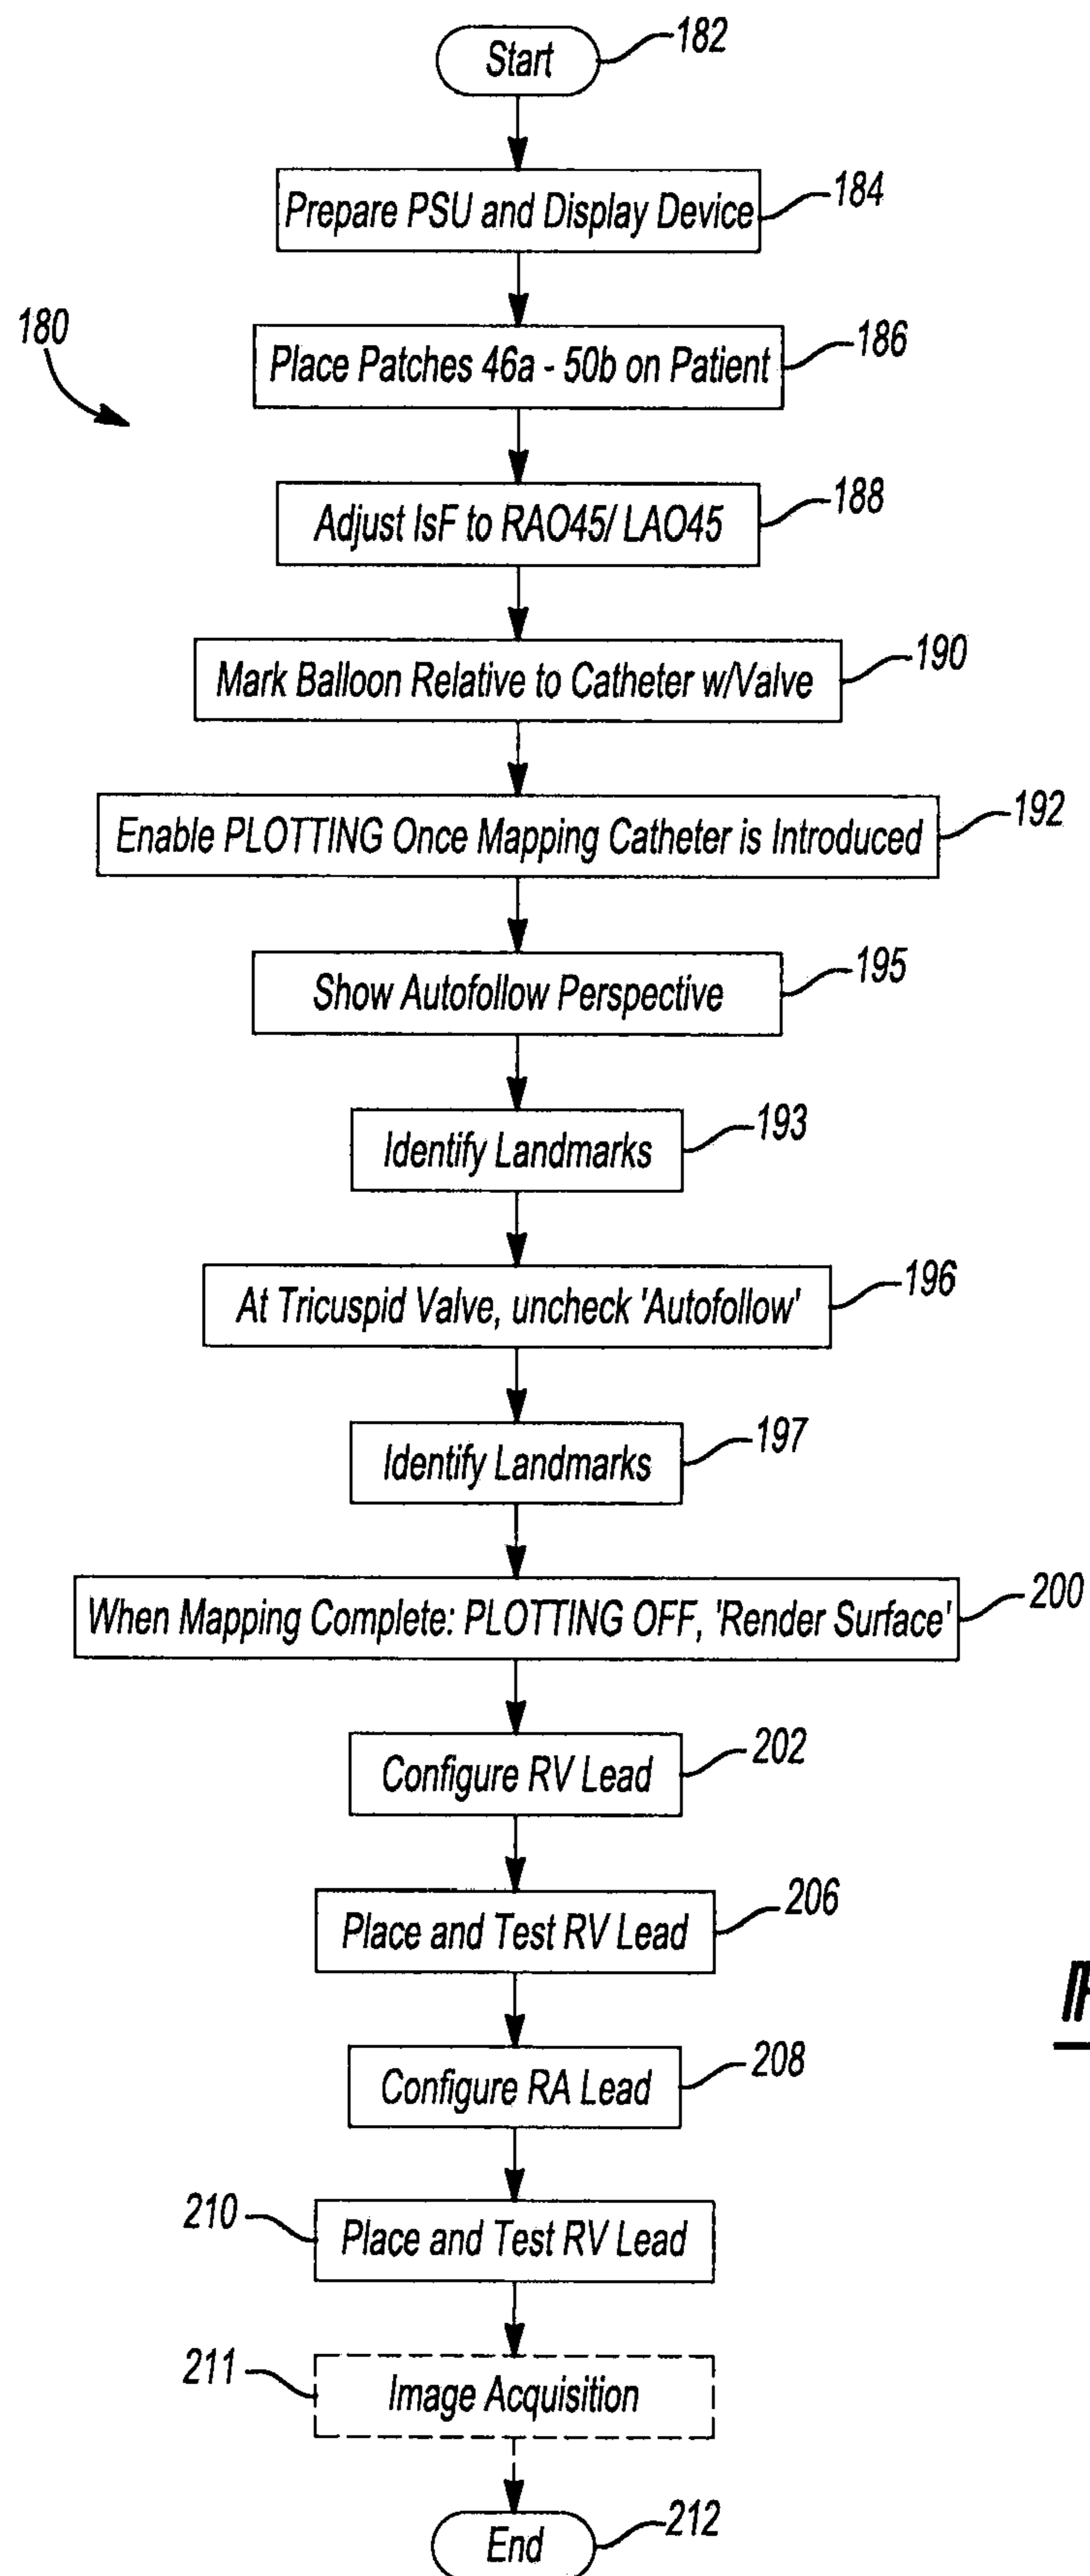 Start
182
Prepare PSU and Display Device
184
180
Place Patches 46a - 50b on Patient
186
Adjust IsF to RAO45/ LAO45
188
Mark Balloon Relative to Catheter w/Valve
190
Enable PLOTTING Once Mapping Catheter is Introduced
192
Show Autofollow Perspective
195
Identify Landmarks
193
At Tricuspid Valve, uncheck 'Autofollow'
196
Identify Landmarks
197
When Mapping Complete: PLOTTING OFF, 'Render Surface'
200
Configure RV Lead
202
Place and Test RV Lead
206
Configure RA Lead
208
210
Place and Test RV Lead
211
Image Acquisition
End
212